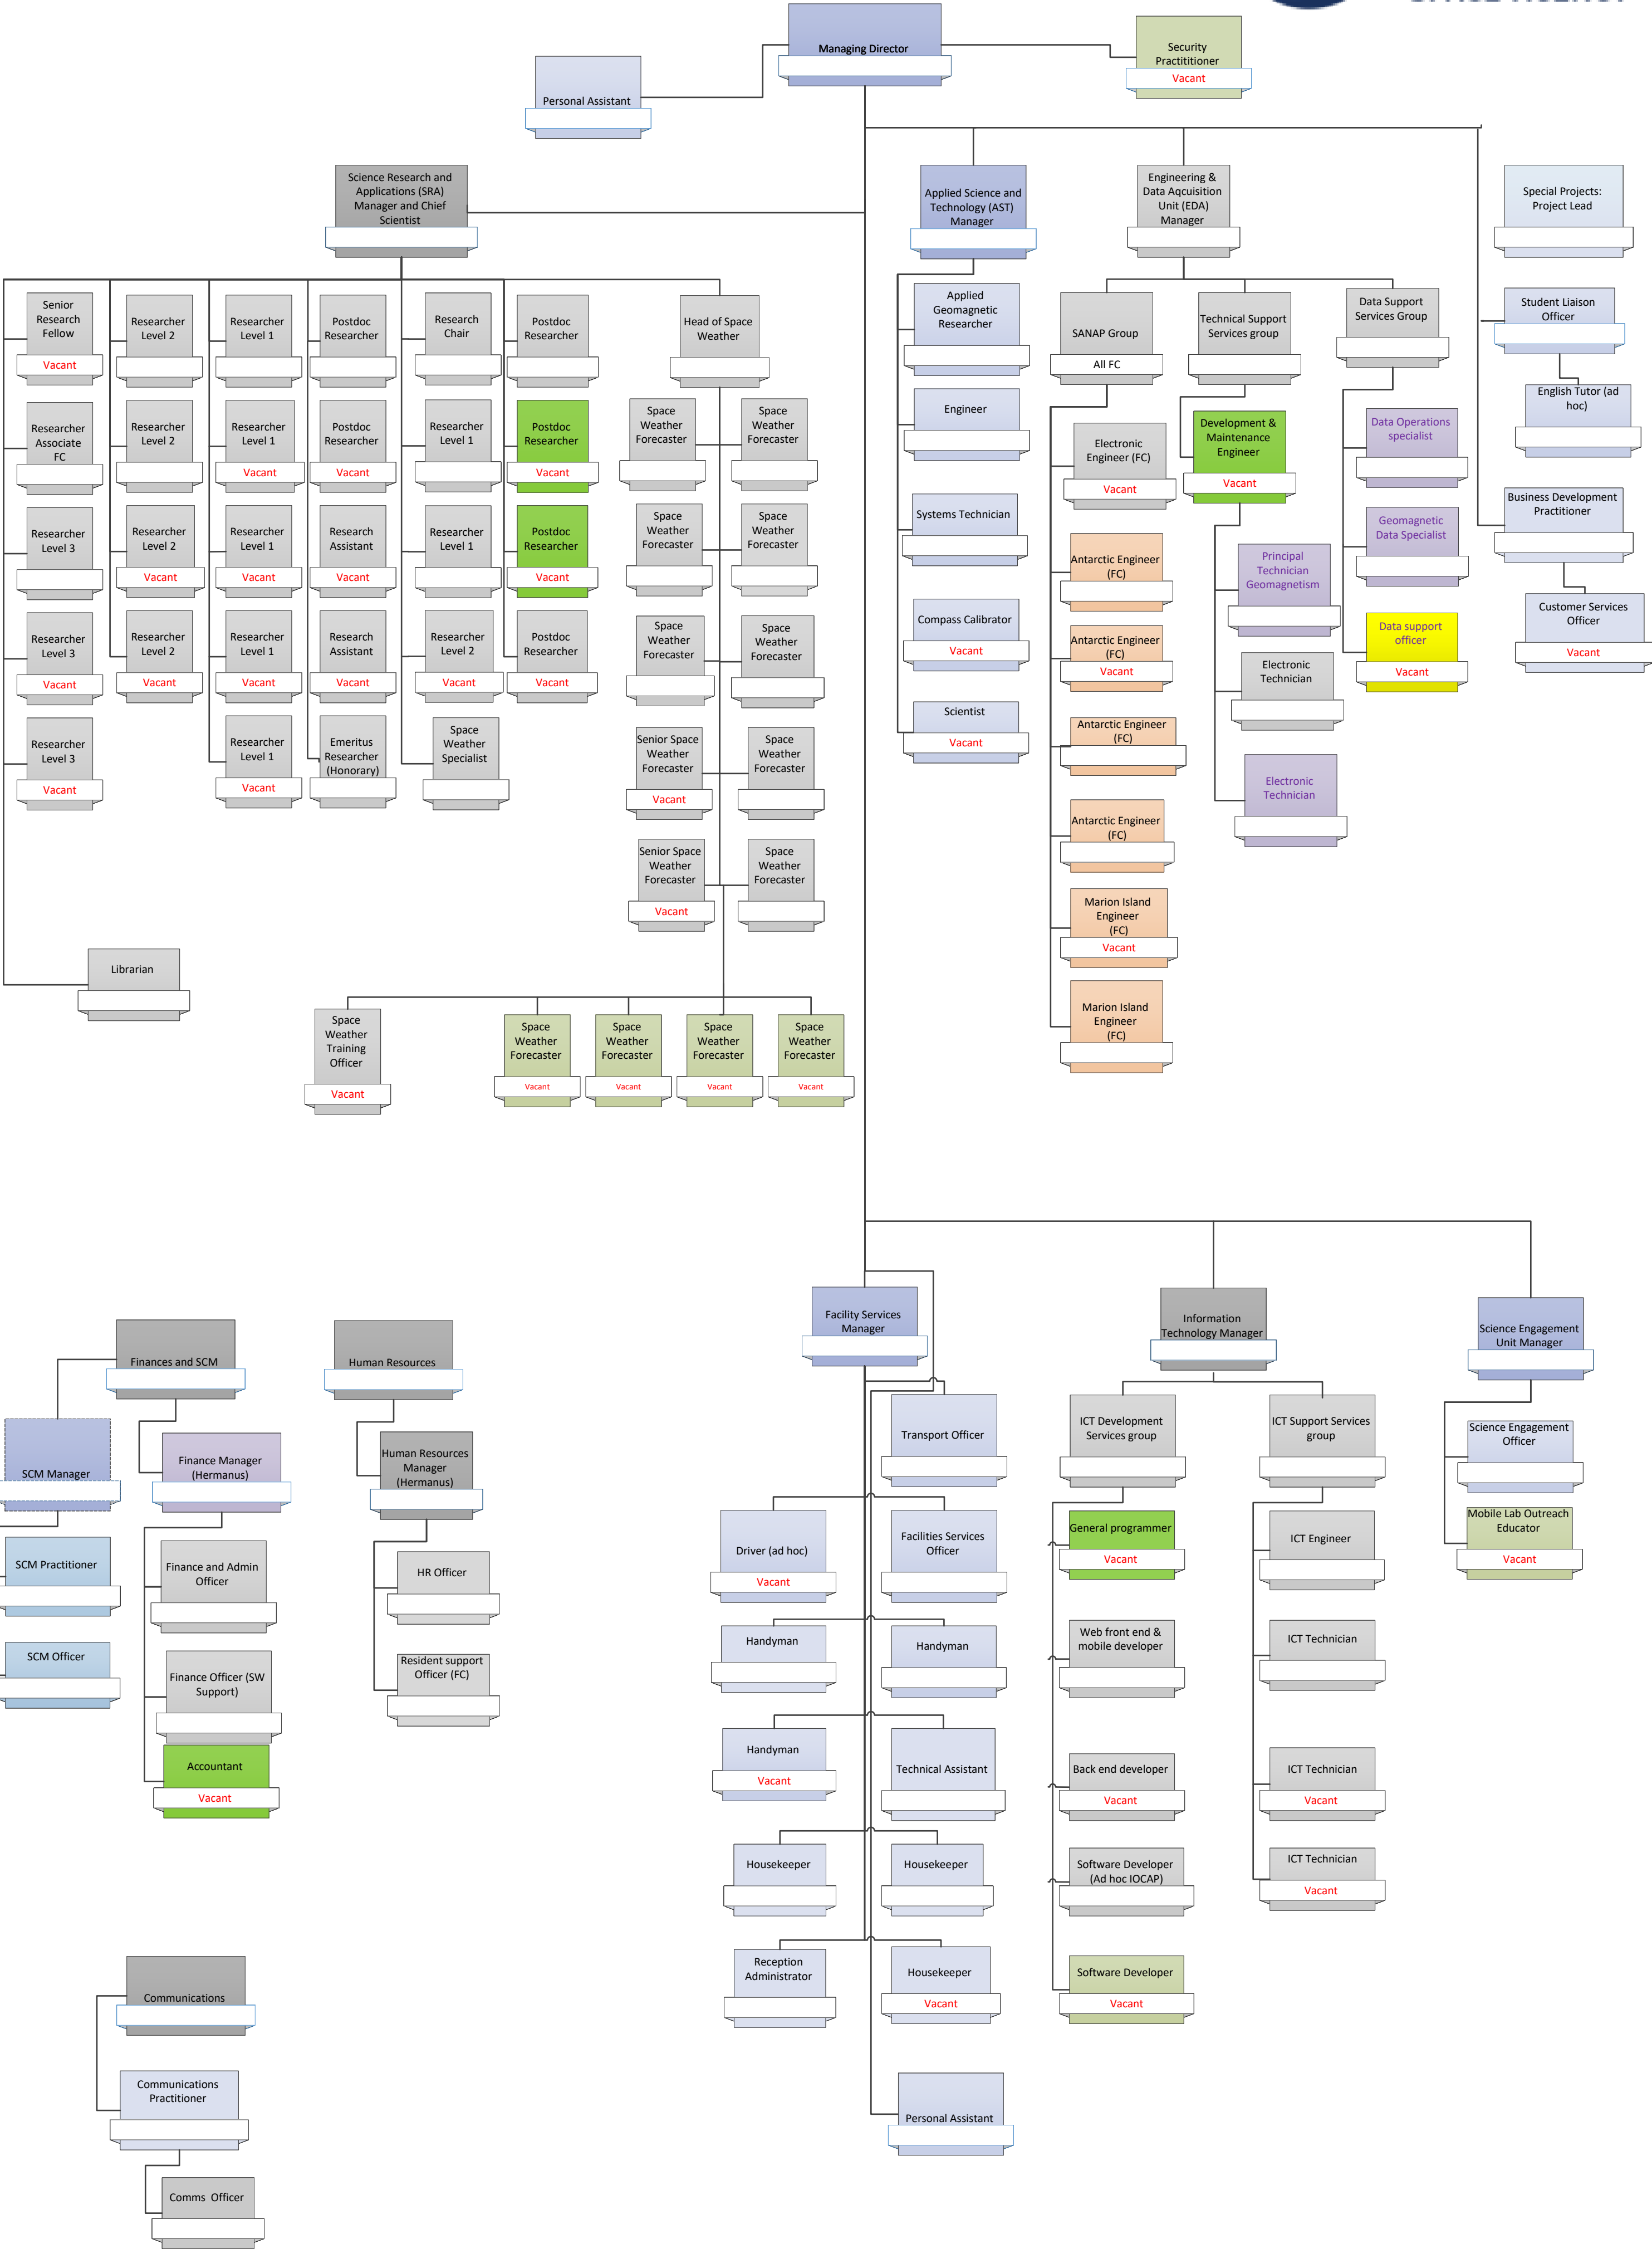 Managing Director
Security
Practititioner
Vacant
Personal Assistant
Science Research and
Applications (SRA)
Manager and Chief
Scientist
Applied Science and
Technology (AST)
Manager
Engineering &
Data Aqcuisition
Unit (EDA)
Manager
Special Projects:
Project Lead
Senior
Research
Fellow
Vacant
Researcher
Level 2
Researcher
Level 1
Postdoc
Researcher
Research
Chair
Postdoc
Researcher
Head of Space
Weather
Applied
Geomagnetic
Researcher
SANAP Group
All FC
Technical Support
Services group
Data Support
Services Group
Student Liaison
Officer
English Tutor (ad
hoc)
Researcher
Associate
FC
Researcher
Level 2
Researcher
Level 1
Vacant
Postdoc
Researcher
Vacant
Researcher
Level 1
Postdoc
Researcher
Vacant
Space
Weather
Forecaster
Space
Weather
Forecaster
Engineer
Electronic
Engineer (FC)
Vacant
Development &
Maintenance
Engineer
Vacant
Data Operations
specialist
Business Development
Practitioner
Researcher
Level 3
Researcher
Level 2
Vacant
Researcher
Level 1
Vacant
Research
Assistant
Vacant
Researcher
Level 1
Postdoc
Researcher
Vacant
Space
Weather
Forecaster
Space
Weather
Forecaster
Systems Technician
Antarctic Engineer
(FC)
Principal
Technician
Geomagnetism
Geomagnetic
Data Specialist
Customer Services
Officer
Vacant
Researcher
Level 3
Vacant
Researcher
Level 2
Vacant
Researcher
Level 1
Vacant
Research
Assistant
Vacant
Researcher
Level 2
Vacant
Postdoc
Researcher
Vacant
Space
Weather
Forecaster
Space
Weather
Forecaster
Compass Calibrator
Vacant
Antarctic Engineer
(FC)
Vacant
Electronic
Technician
Data support
officer
Vacant
Researcher
Level 3
Vacant
Researcher
Level 1
Vacant
Emeritus
Researcher
(Honorary)
Space
Weather
Specialist
Senior Space
Weather
Forecaster
Vacant
Space
Weather
Forecaster
Scientist
Vacant
Antarctic Engineer
(FC)
Electronic
Technician
Senior Space
Weather
Forecaster
Vacant
Space
Weather
Forecaster
Antarctic Engineer
(FC)
Marion Island
Engineer
(FC)
Vacant
Librarian
Marion Island
Engineer
(FC)
Space
Weather
Training
Officer
Vacant
Space
Weather
Forecaster
Vacant
Space
Weather
Forecaster
Vacant
Space
Weather
Forecaster
Vacant
Space
Weather
Forecaster
Vacant
Finances and SCM
Human Resources
Facility Services
Manager
Information
Technology Manager
Science Engagement
Unit Manager
SCM Manager
Finance Manager
(Hermanus)
Human Resources
Manager
(Hermanus)
Transport Officer
ICT Development
Services group
ICT Support Services
group
Science Engagement
Officer
SCM Practitioner
Finance and Admin
Officer
HR Officer
Driver (ad hoc)
Vacant
Facilities Services
Officer
General programmer
Vacant
ICT Engineer
Mobile Lab Outreach
Educator
Vacant
SCM Officer
Finance Officer (SW
Support)
Resident support
Officer (FC)
Handyman
Handyman
Web front end &
mobile developer
ICT Technician
Accountant
Vacant
Handyman
Vacant
Technical Assistant
Back end developer
Vacant
ICT Technician
Vacant
Housekeeper
Housekeeper
Software Developer
(Ad hoc IOCAP)
ICT Technician
Vacant
Communications
Reception
Administrator
Housekeeper
Vacant
Software Developer
Vacant
Communications
Practitioner
Personal Assistant
Comms Officer